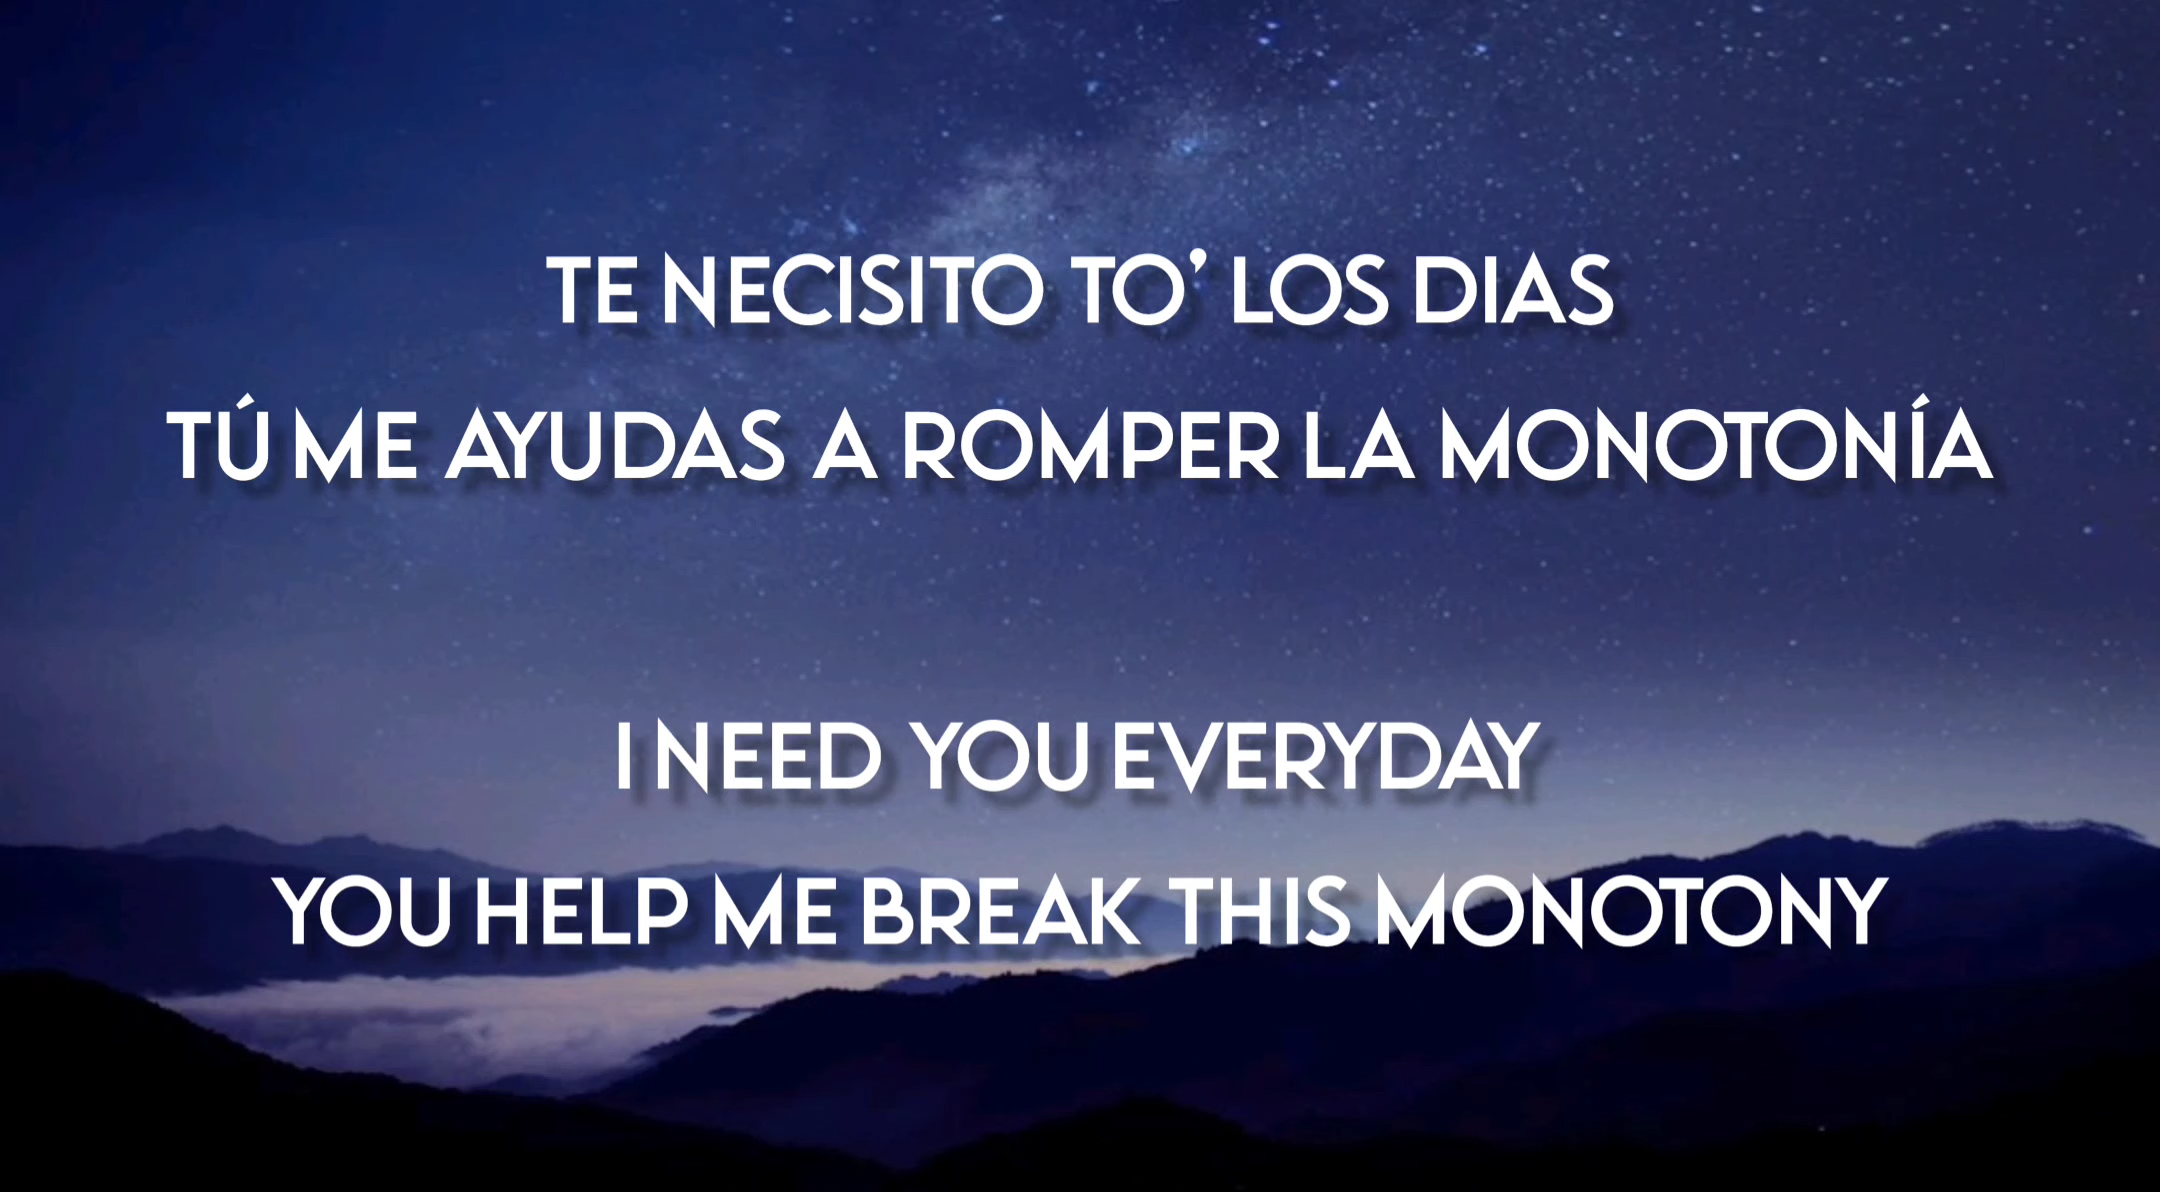 TE NECISITO TO' LOS DIAS
TÚ ME AYUDAS A ROMPER LA MONOTONÍA
I NEED YOU EVERYDAY
YOU HELP ME BREAK THIS MONOTONY